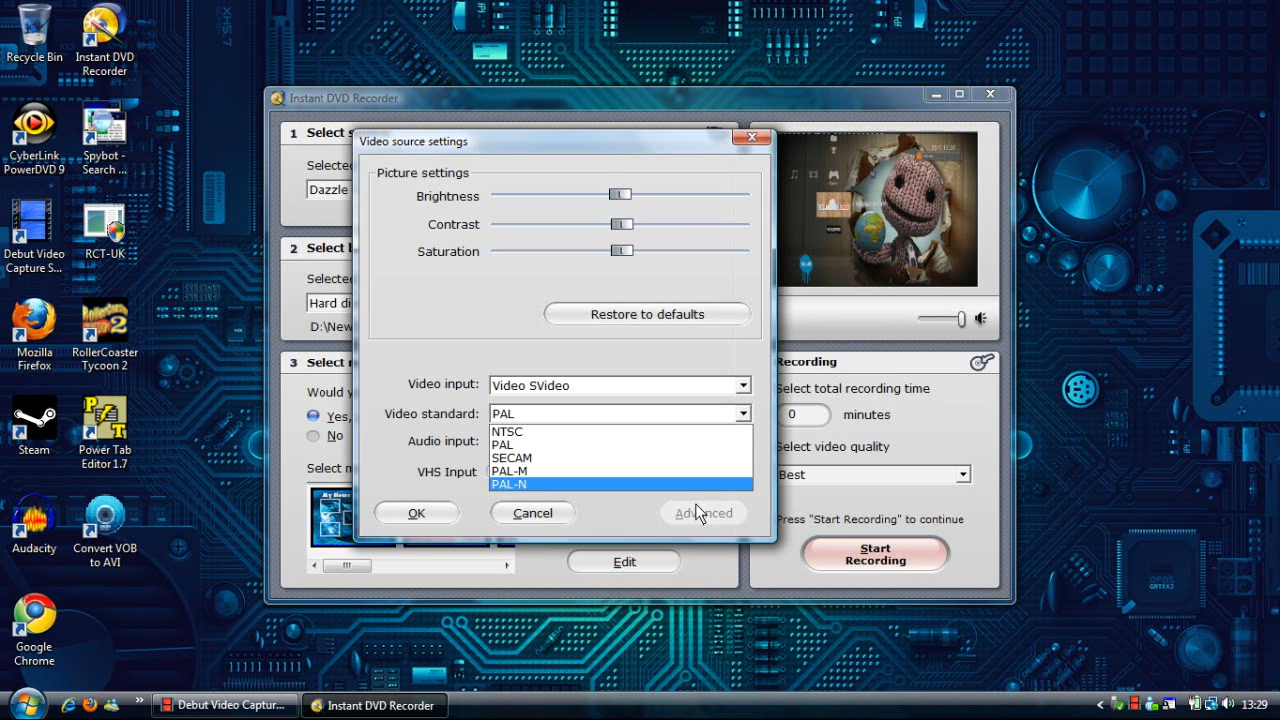 Recycle Bin
Instant DVD
Recorder
CyberLink
PowerDVD 9
Spybot -
Search ...
Debut Video
Capture S...
RCT-UK
Mozilla
Firefox
RollerCoaster
Tycoon 2
Steam
Power Tab
Editor 1.7
Audacity
Convert VOB
to AVI
Google
Chrome
Instant DVD Recorder
1 Select s
Selected
Dazzle
2 Select b
Selected
Hard di
D:\New
3 Select m
Would y
Yes,
No
Select m
My Home
Edit
Video source settings
Picture settings
Brightness
Contrast
Saturation
Restore to defaults
Video input: Video SVideo
Video standard: PAL
NTSC
PAL
SECAM
PAL-M
PAL-N
Audio input:
VHS Input
OK
Cancel
Advanced
Recording
Select total recording time
0 minutes
Select video quality
Best
Press "Start Recording" to continue
Start
Recording
Debut Video Captur...
Instant DVD Recorder
13:29